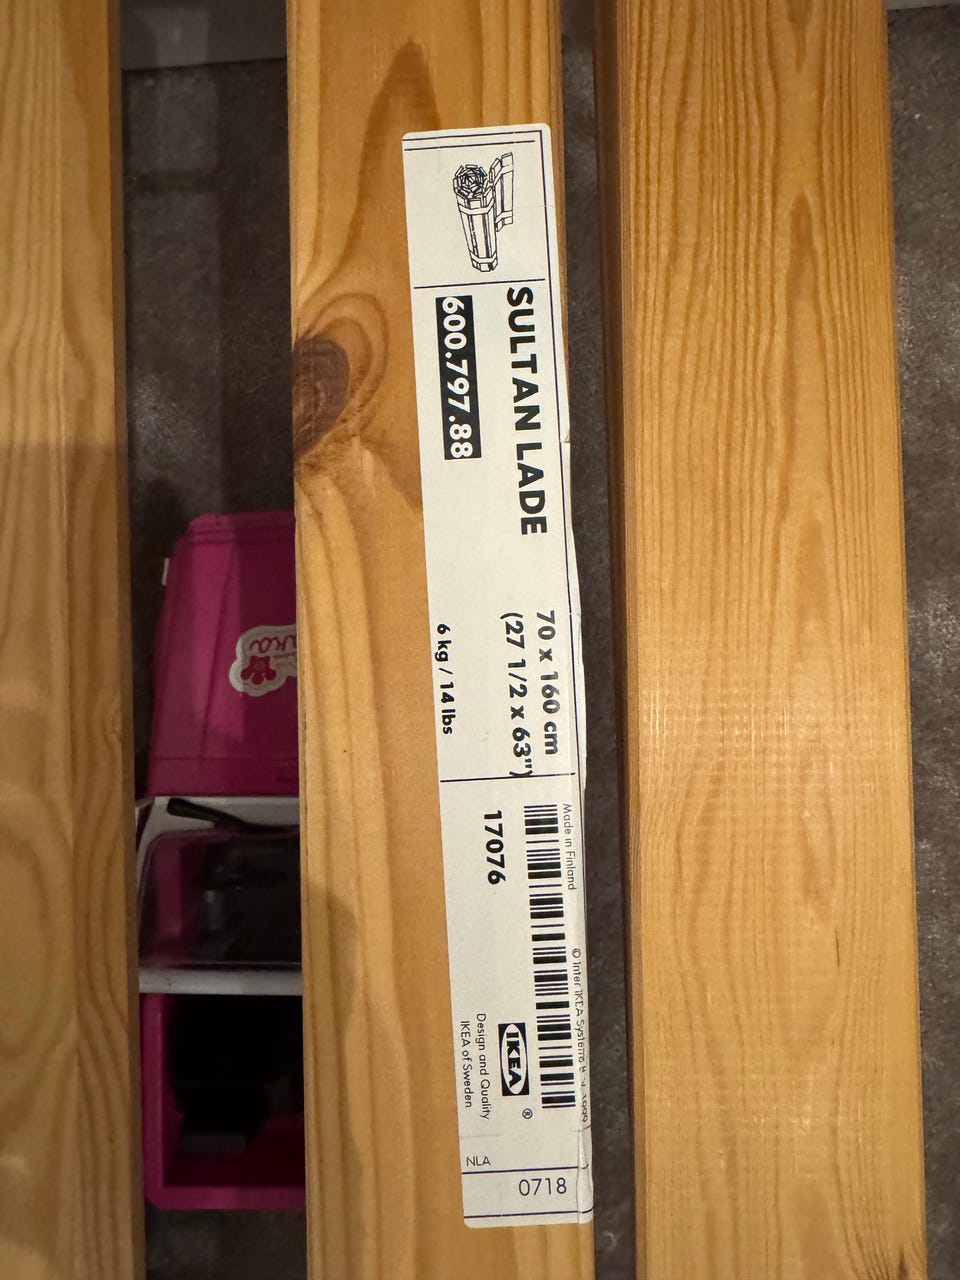 SULTAN LADE
600.797.88
70 x 160 cm
(27 1/2 x 63")
6 kg / 14 lbs
Made in Finland
© Inter IKEA Systems
17076
IKEA
®
Design and Quality
IKEA of Sweden
NLA
0718